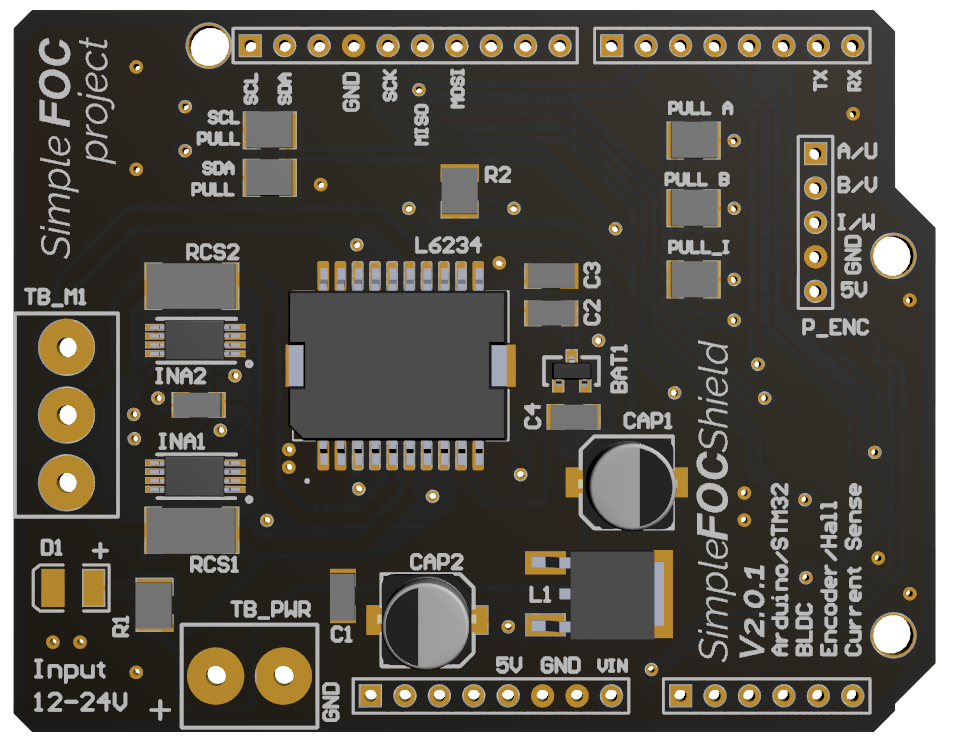 Simple FOC
project
SCL
SDA
GND
SCK
MISO
MOSI
TX
RX
SCL
PULL
SDA
PULL
R2
PULL A
PULL B
PULL_I
A/U
B/V
I/W
GND
5V
P_ENC
L6234
RCS2
TB_M1
C3
C2
INA2
BAT1
C4
CAP1
INA1
RCS1
D1
+
R1
TB_PWR
C1
CAP2
L1
SimpleFOCShield
V2.0.1
Arduino/STM32
BLDC
Encoder/Hall
Current Sense
Input
12-24V
+
GND
5V GND VIN